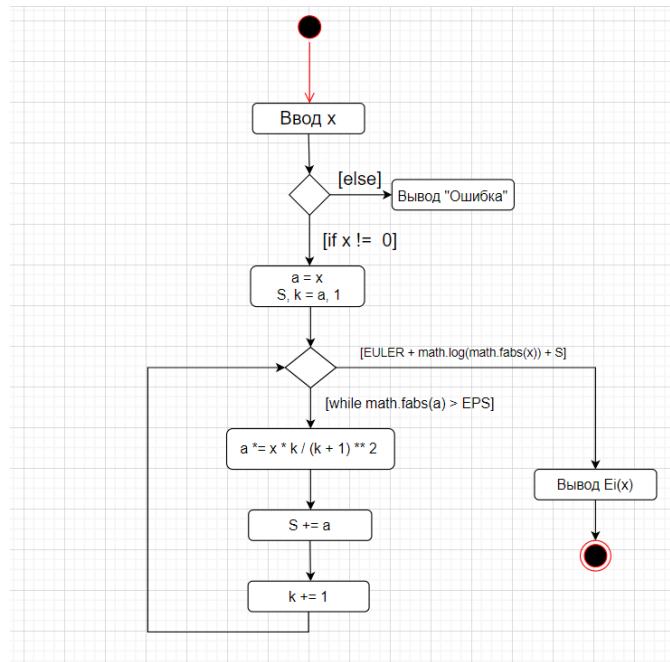 Ввод x
[else]
Вывод "Ошибка"
[if x != 0]
a = x
S, k = a, 1
[EULER + math.log(math.fabs(x)) + S]
[while math.fabs(a) > EPS]
a *= x * k / (k + 1) ** 2
Вывод Ei(x)
S += a
k += 1